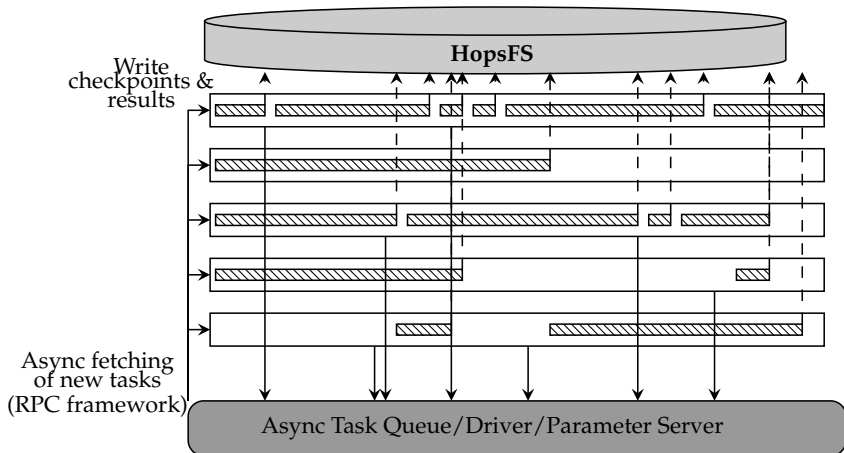 HopsFS
Write
checkpoints &
results
Async fetching
of new tasks
(RPC framework)
Async Task Queue/Driver/Parameter Server